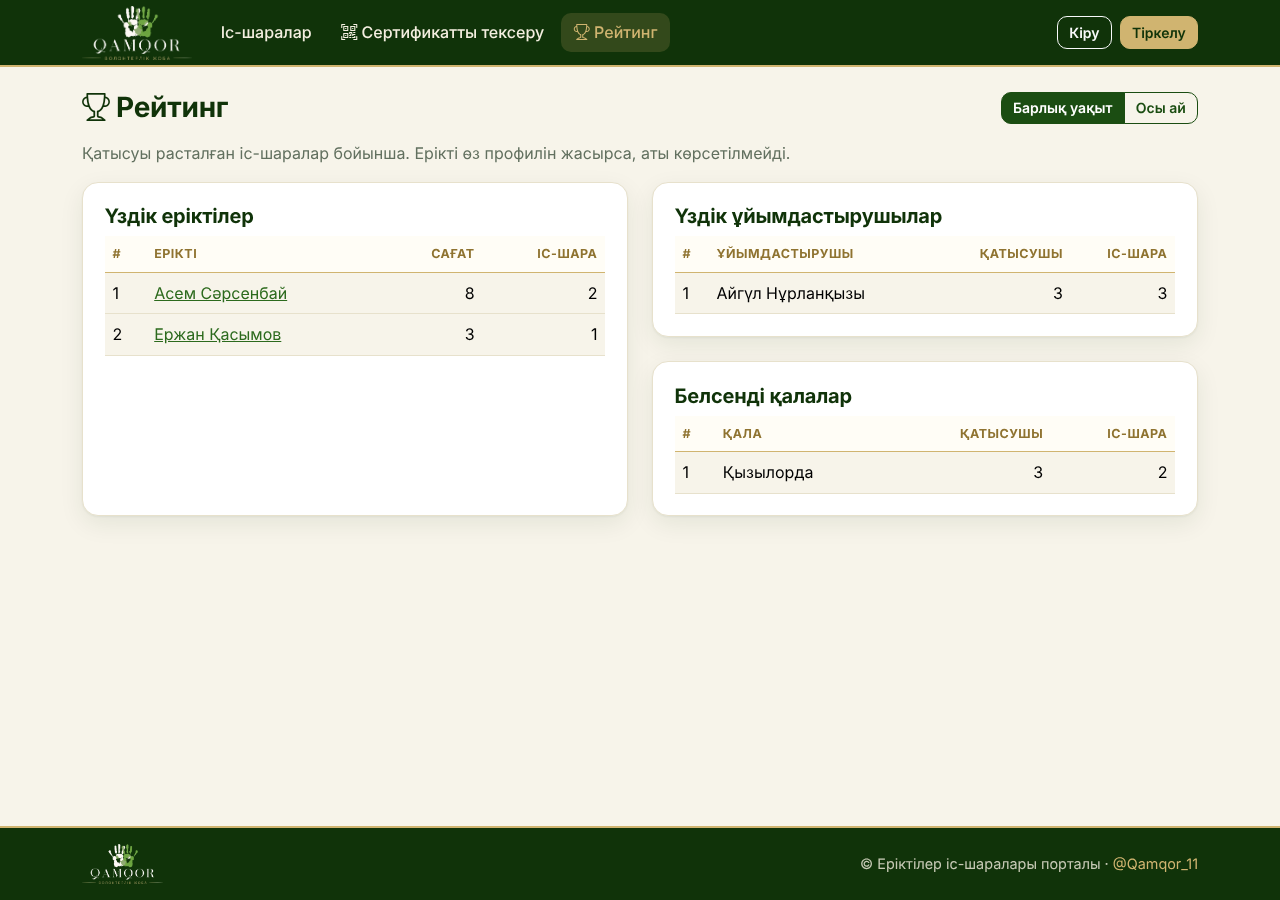 QAMQOR
Іс-шаралар
Сертификатты тексеру
Рейтинг
Кіру
Тіркелу
Рейтинг
Барлық уақыт
Осы ай
Қатысуы расталған іс-шаралар бойынша. Ерікті өз профилін жасырса, аты көрсетілмейді.
Үздік еріктілер
# ЕРІКТІ САҒАТ ІС-ШАРА
1 Асем Сәрсенбай 8 2
2 Ержан Қасымов 3 1
Үздік ұйымдастырушылар
# ҰЙЫМДАСТЫРУШЫ ҚАТЫСУШЫ ІС-ШАРА
1 Айгүл Нұрланқызы 3 3
Белсенді қалалар
# ҚАЛА ҚАТЫСУШЫ ІС-ШАРА
1 Қызылорда 3 2
QAMQOR
© Еріктілер іс-шаралары порталы · @Qamqor_11